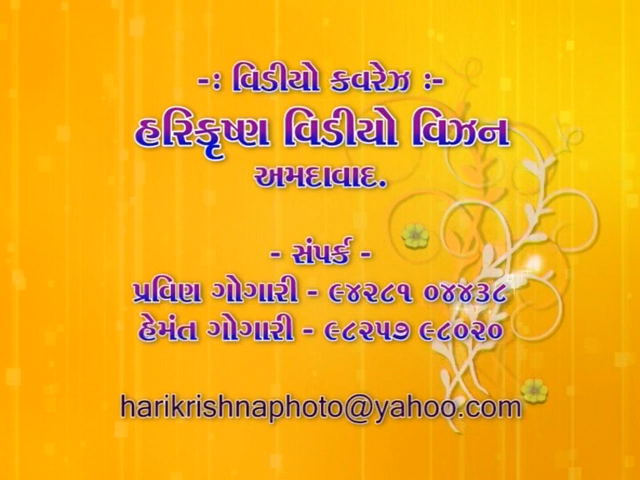 -: વિડીયો કવરેઝ :-
હરિકૃષ્ણ વિડીયો વિઝન
અમદાવાદ.
- સંપર્ક -
પ્રવિણ ગોગારી - ૯૪૨૮૧ ૦૪૪૩૮
હેમંત ગોગારી - ૯૮૨૫૭ ૯૮૦૨૦
harikrishnaphoto@yahoo.com